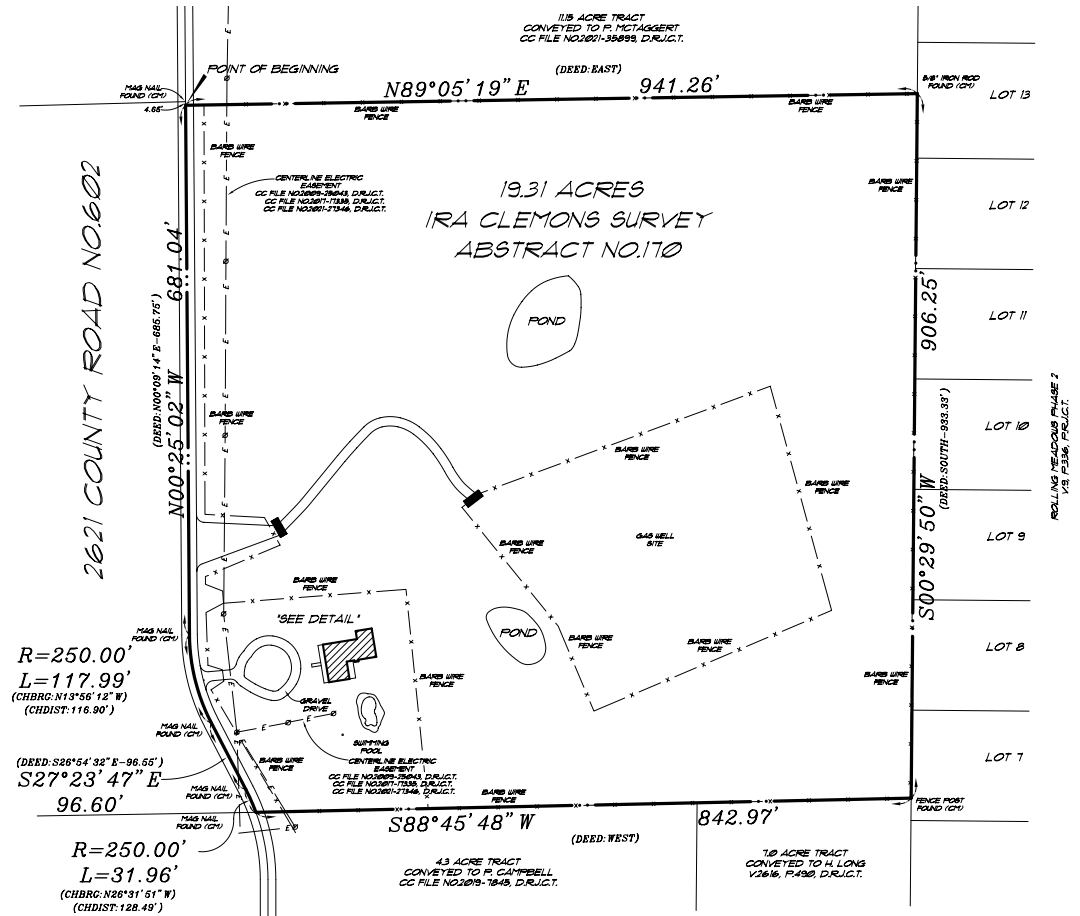 11.15 ACRE TRACT
CONVEYED TO P. MCTAGGERT
CC FILE NO.2021-35899, D.R.J.C.T.
POINT OF BEGINNING
(DEED:EAST)
N89°05'19"E 941.26'
MAG NAIL
FOUND (CM)
4.65'
BARB WIRE
FENCE
BARB WIRE
FENCE
5/8" IRON ROD
FOUND (CM)
LOT 13
BARB WIRE
FENCE
CENTERLINE ELECTRIC
EASEMENT
CC FILE NO.2009-25043, D.R.J.C.T.
CC FILE NO.2017-17335, D.R.J.C.T.
CC FILE NO.2021-27346, D.R.J.C.T.
19.31 ACRES
IRA CLEMONS SURVEY
ABSTRACT NO.170
BARB WIRE
FENCE
LOT 12
2621 COUNTY ROAD NO.602
N00°25'02"W 681.04'
(DEED:N00°09'14"E-685.75')
POND
LOT 11
906.25'
S00°29'50"W
(DEED:SOUTH-933.33')
ROLLING MEADOWS PHASE 2
V.9, P.336, P.R.J.C.T.
BARB WIRE
FENCE
LOT 10
BARB WIRE
FENCE
BARB WIRE
FENCE
GAS WELL
SITE
BARB WIRE
FENCE
LOT 9
BARB WIRE
FENCE
"SEE DETAIL"
POND
BARB WIRE
FENCE
BARB WIRE
FENCE
LOT 8
MAG NAIL
FOUND (CM)
R=250.00'
L=117.99'
(CHBRG:N13°56'12"W)
(CHDIST:116.90')
BARB WIRE
FENCE
BARB WIRE
FENCE
GRAVEL
DRIVE
MAG NAIL
FOUND (CM)
SWIMMING
POOL
LOT 7
(DEED:S26°54'32"E-96.55')
S27°23'47"E
96.60'
BARB WIRE
FENCE
CENTERLINE ELECTRIC
EASEMENT
CC FILE NO.2009-25043, D.R.J.C.T.
CC FILE NO.2017-17335, D.R.J.C.T.
CC FILE NO.2021-27346, D.R.J.C.T.
MAG NAIL
FOUND (CM)
BARB WIRE
FENCE
FENCE POST
FOUND (CM)
MAG NAIL
FOUND (CM)
S88°45'48"W 842.97'
(DEED:WEST)
R=250.00'
L=31.96'
(CHBRG:N26°31'51"W)
(CHDIST:128.49')
4.3 ACRE TRACT
CONVEYED TO P. CAMPBELL
CC FILE NO.2019-7845, D.R.J.C.T.
7.0 ACRE TRACT
CONVEYED TO H. LONG
V.2616, P.490, D.R.J.C.T.